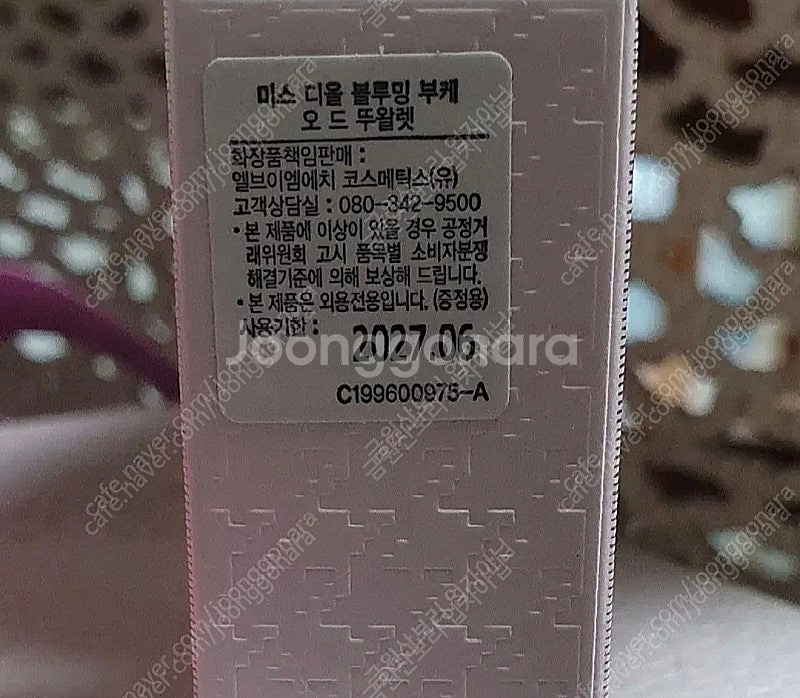 미스 디올 블루밍 부케
오 드 뚜왈렛
화장품책임판매 :
엘브이엠에치 코스메틱스(유)
고객상담실 : 080-342-9500
• 본 제품에 이상이 있을 경우 공정거
래위원회 고시 품목별 소비자분쟁
해결기준에 의해 보상해 드립니다.
• 본 제품은 외용전용입니다. (증정용)
사용기한 : 2027.06
Joonggonara
C199600975-A
cafe.naver.com/joonggonara